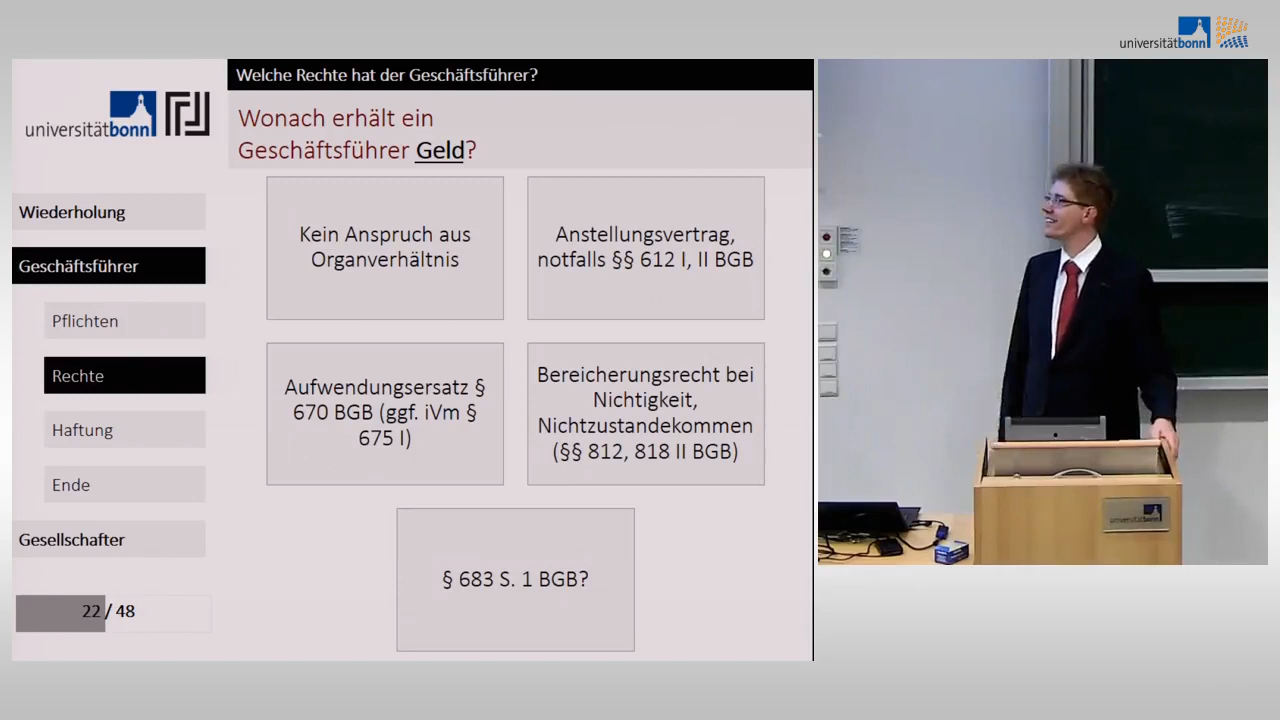 universitätbonn
universitätbonn
Welche Rechte hat der Geschäftsführer?
Wonach erhält ein
Geschäftsführer Geld?
Wiederholung
Geschäftsführer
Pflichten
Rechte
Haftung
Ende
Gesellschafter
22 / 48
Kein Anspruch aus
Organverhältnis
Anstellungsvertrag,
notfalls §§ 612 I, II BGB
Aufwendungsersatz §
670 BGB (ggf. iVm §
675 I)
Bereicherungsrecht bei
Nichtigkeit,
Nichtzustandekommen
(§§ 812, 818 II BGB)
§ 683 S. 1 BGB?
universitätbonn